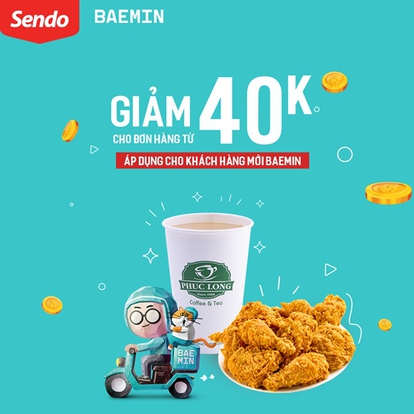 Sendo
BAEMIN
GIẢM 40K
CHO ĐƠN HÀNG TỪ
ÁP DỤNG CHO KHÁCH HÀNG MỚI BAEMIN
PHUC LONG
Coffee & Tea
BAE
MIN